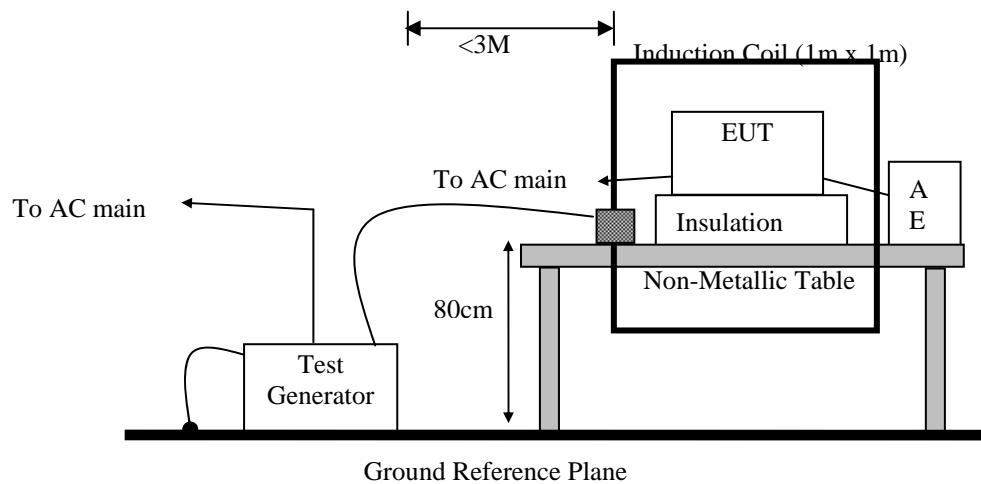 <3M
Induction Coil (1m x 1m)
EUT
To AC main
To AC main
A
E
Insulation
Non-Metallic Table
80cm
Test
Generator
Ground Reference Plane